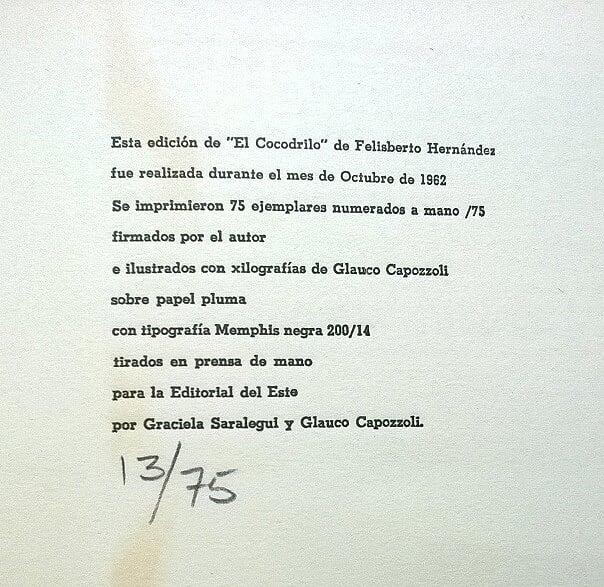 Esta edición de "El Cocodrilo" de Felisberto Hernández
fue realizada durante el mes de Octubre de 1962
Se imprimieron 75 ejemplares numerados a mano /75
firmados por el autor
e ilustrados con xilografías de Glauco Capozzoli
sobre papel pluma
con tipografía Memphis negra 200/14
tirados en prensa de mano
para la Editorial del Este
por Graciela Saralegui y Glauco Capozzoli.
13/75